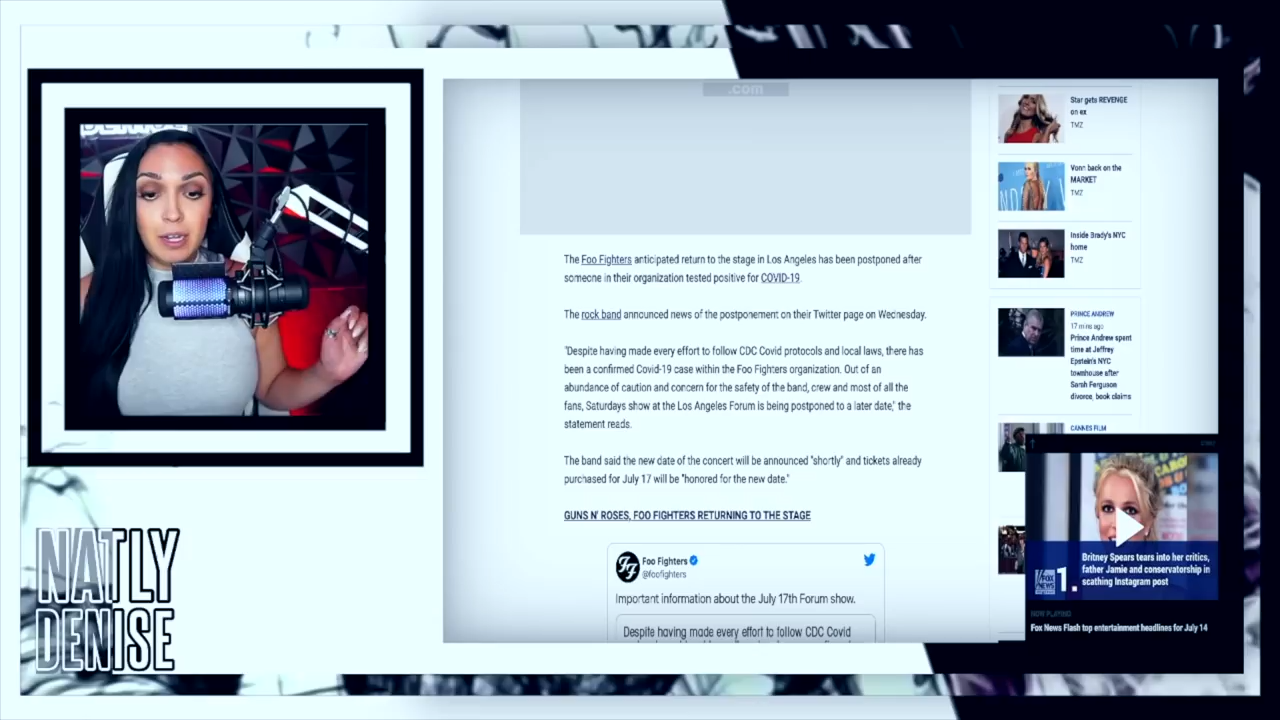 DENISE
.com
The Foo Fighters anticipated return to the stage in Los Angeles has been postponed after
someone in their organization tested positive for COVID-19.
The rock band announced news of the postponement on their Twitter page on Wednesday.
"Despite having made every effort to follow CDC Covid protocols and local laws, there has
been a confirmed Covid-19 case within the Foo Fighters organization. Out of an
abundance of caution and concern for the safety of the band, crew and most of all the
fans, Saturdays show at the Los Angeles Forum is being postponed to a later date," the
statement reads.
The band said the new date of the concert will be announced "shortly" and tickets already
purchased for July 17 will be "honored for the new date."
GUNS N' ROSES, FOO FIGHTERS RETURNING TO THE STAGE
Foo Fighters
@foofighters
Important information about the July 17th Forum show.
Despite having made every effort to follow CDC Covid
Star gets REVENGE
on ex
TMZ
Vonn back on the
MARKET
TMZ
Inside Brady's NYC
home
TMZ
PRINCE ANDREW
17 mins ago
Prince Andrew spent
time at Jeffrey
Epstein's NYC
townhouse after
Sarah Ferguson
divorce, book claims
CANNES FILM
Britney Spears tears into her critics,
father Jamie and conservatorship in
scathing Instagram post
FOX
NEWS
1.
NOW PLAYING
Fox News Flash top entertainment headlines for July 14
NATLY
DENISE